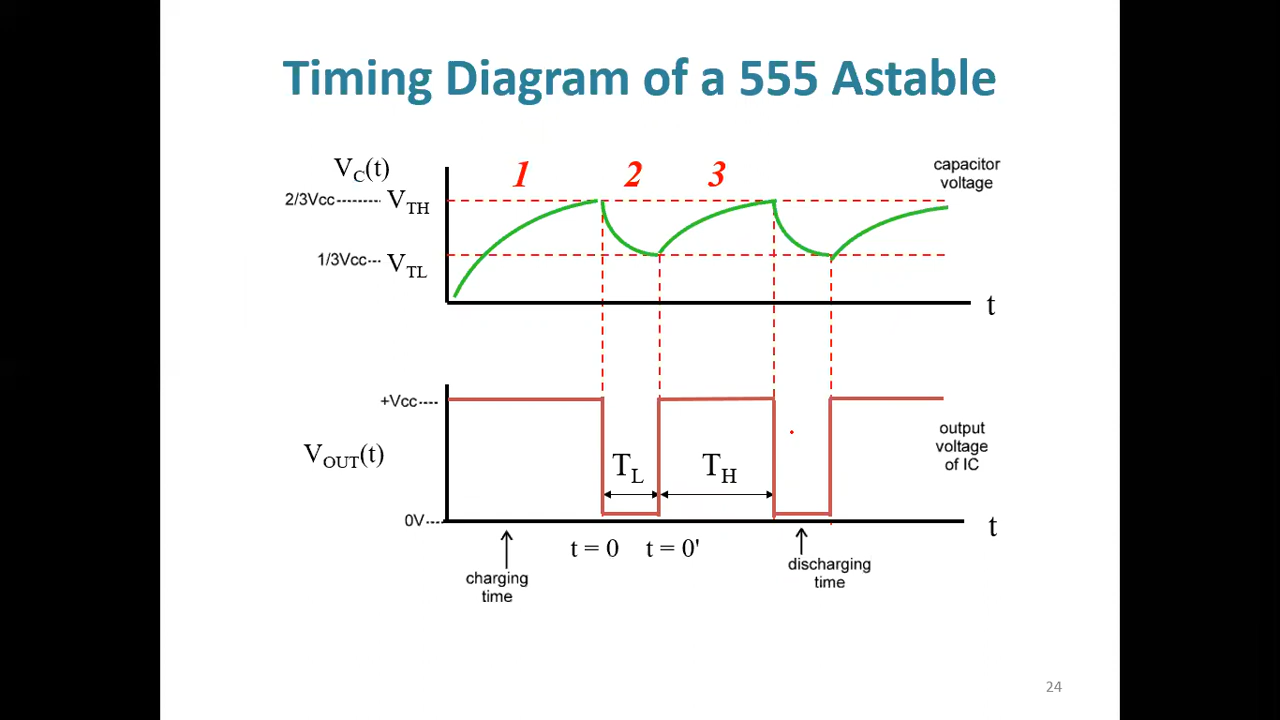 Timing Diagram of a 555 Astable
V_C(t)
1
2
3
capacitor
voltage
2/3Vcc-------- V_TH
1/3Vcc--- V_TL
t
+Vcc----
V_OUT(t)
T_L
T_H
output
voltage
of IC
0V----
t
t = 0
t = 0'
charging
time
discharging
time
24